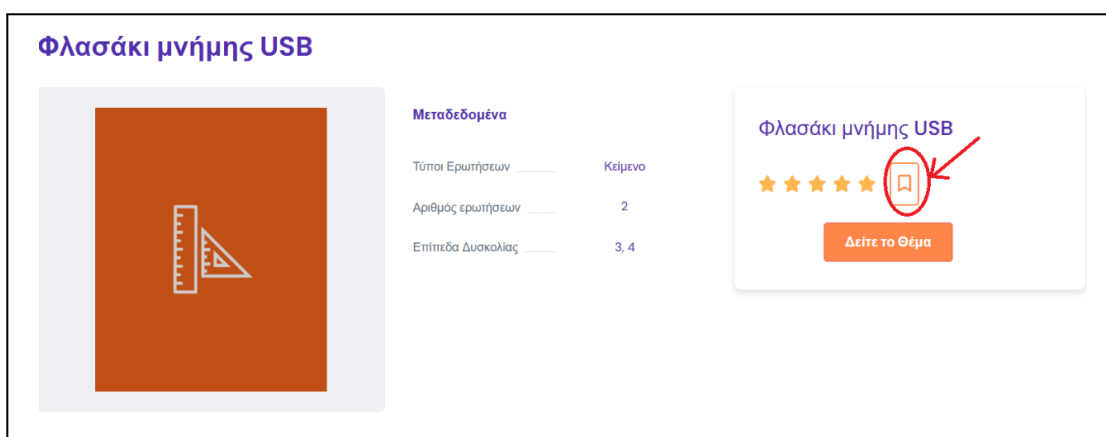 Φλασάκι μνήμης USB
Μεταδεδομένα
Τύποι Ερωτήσεων Κείμενο
Αριθμός ερωτήσεων 2
Επίπεδα Δυσκολίας 3, 4
Φλασάκι μνήμης USB
Δείτε το Θέμα